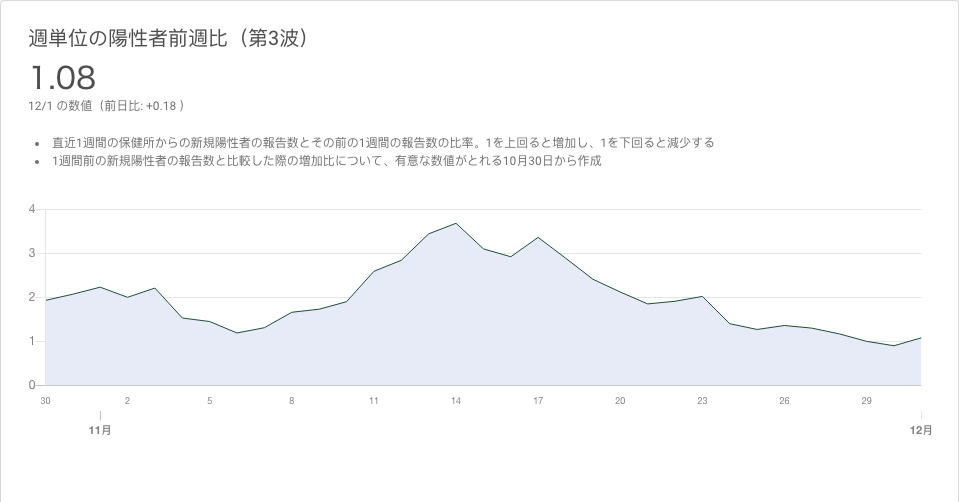 週単位の陽性者前週比（第3波）
1.08
12/1 の数値（前日比: +0.18 ）
• 直近1週間の保健所からの新規陽性者の報告数とその前の1週間の報告数の比率。1を上回ると増加し、1を下回ると減少する
• 1週間前の新規陽性者の報告数と比較した際の増加比について、有意な数値がとれる10月30日から作成
4
3
2
1
0
30 2 5 8 11 14 17 20 23 26 29
11月 12月